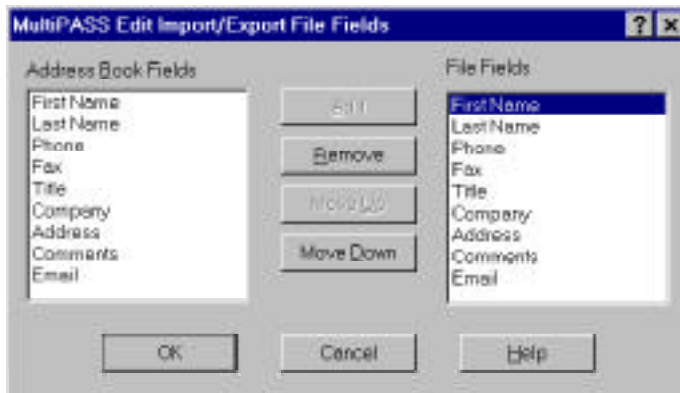 MultiPASS Edit Import/Export File Fields
Address Book Fields
First Name
Last Name
Phone
Fax
Title
Company
Address
Comments
Email
Add
Remove
Move Up
Move Down
File Fields
First Name
Last Name
Phone
Fax
Title
Company
Address
Comments
Email
OK
Cancel
Help